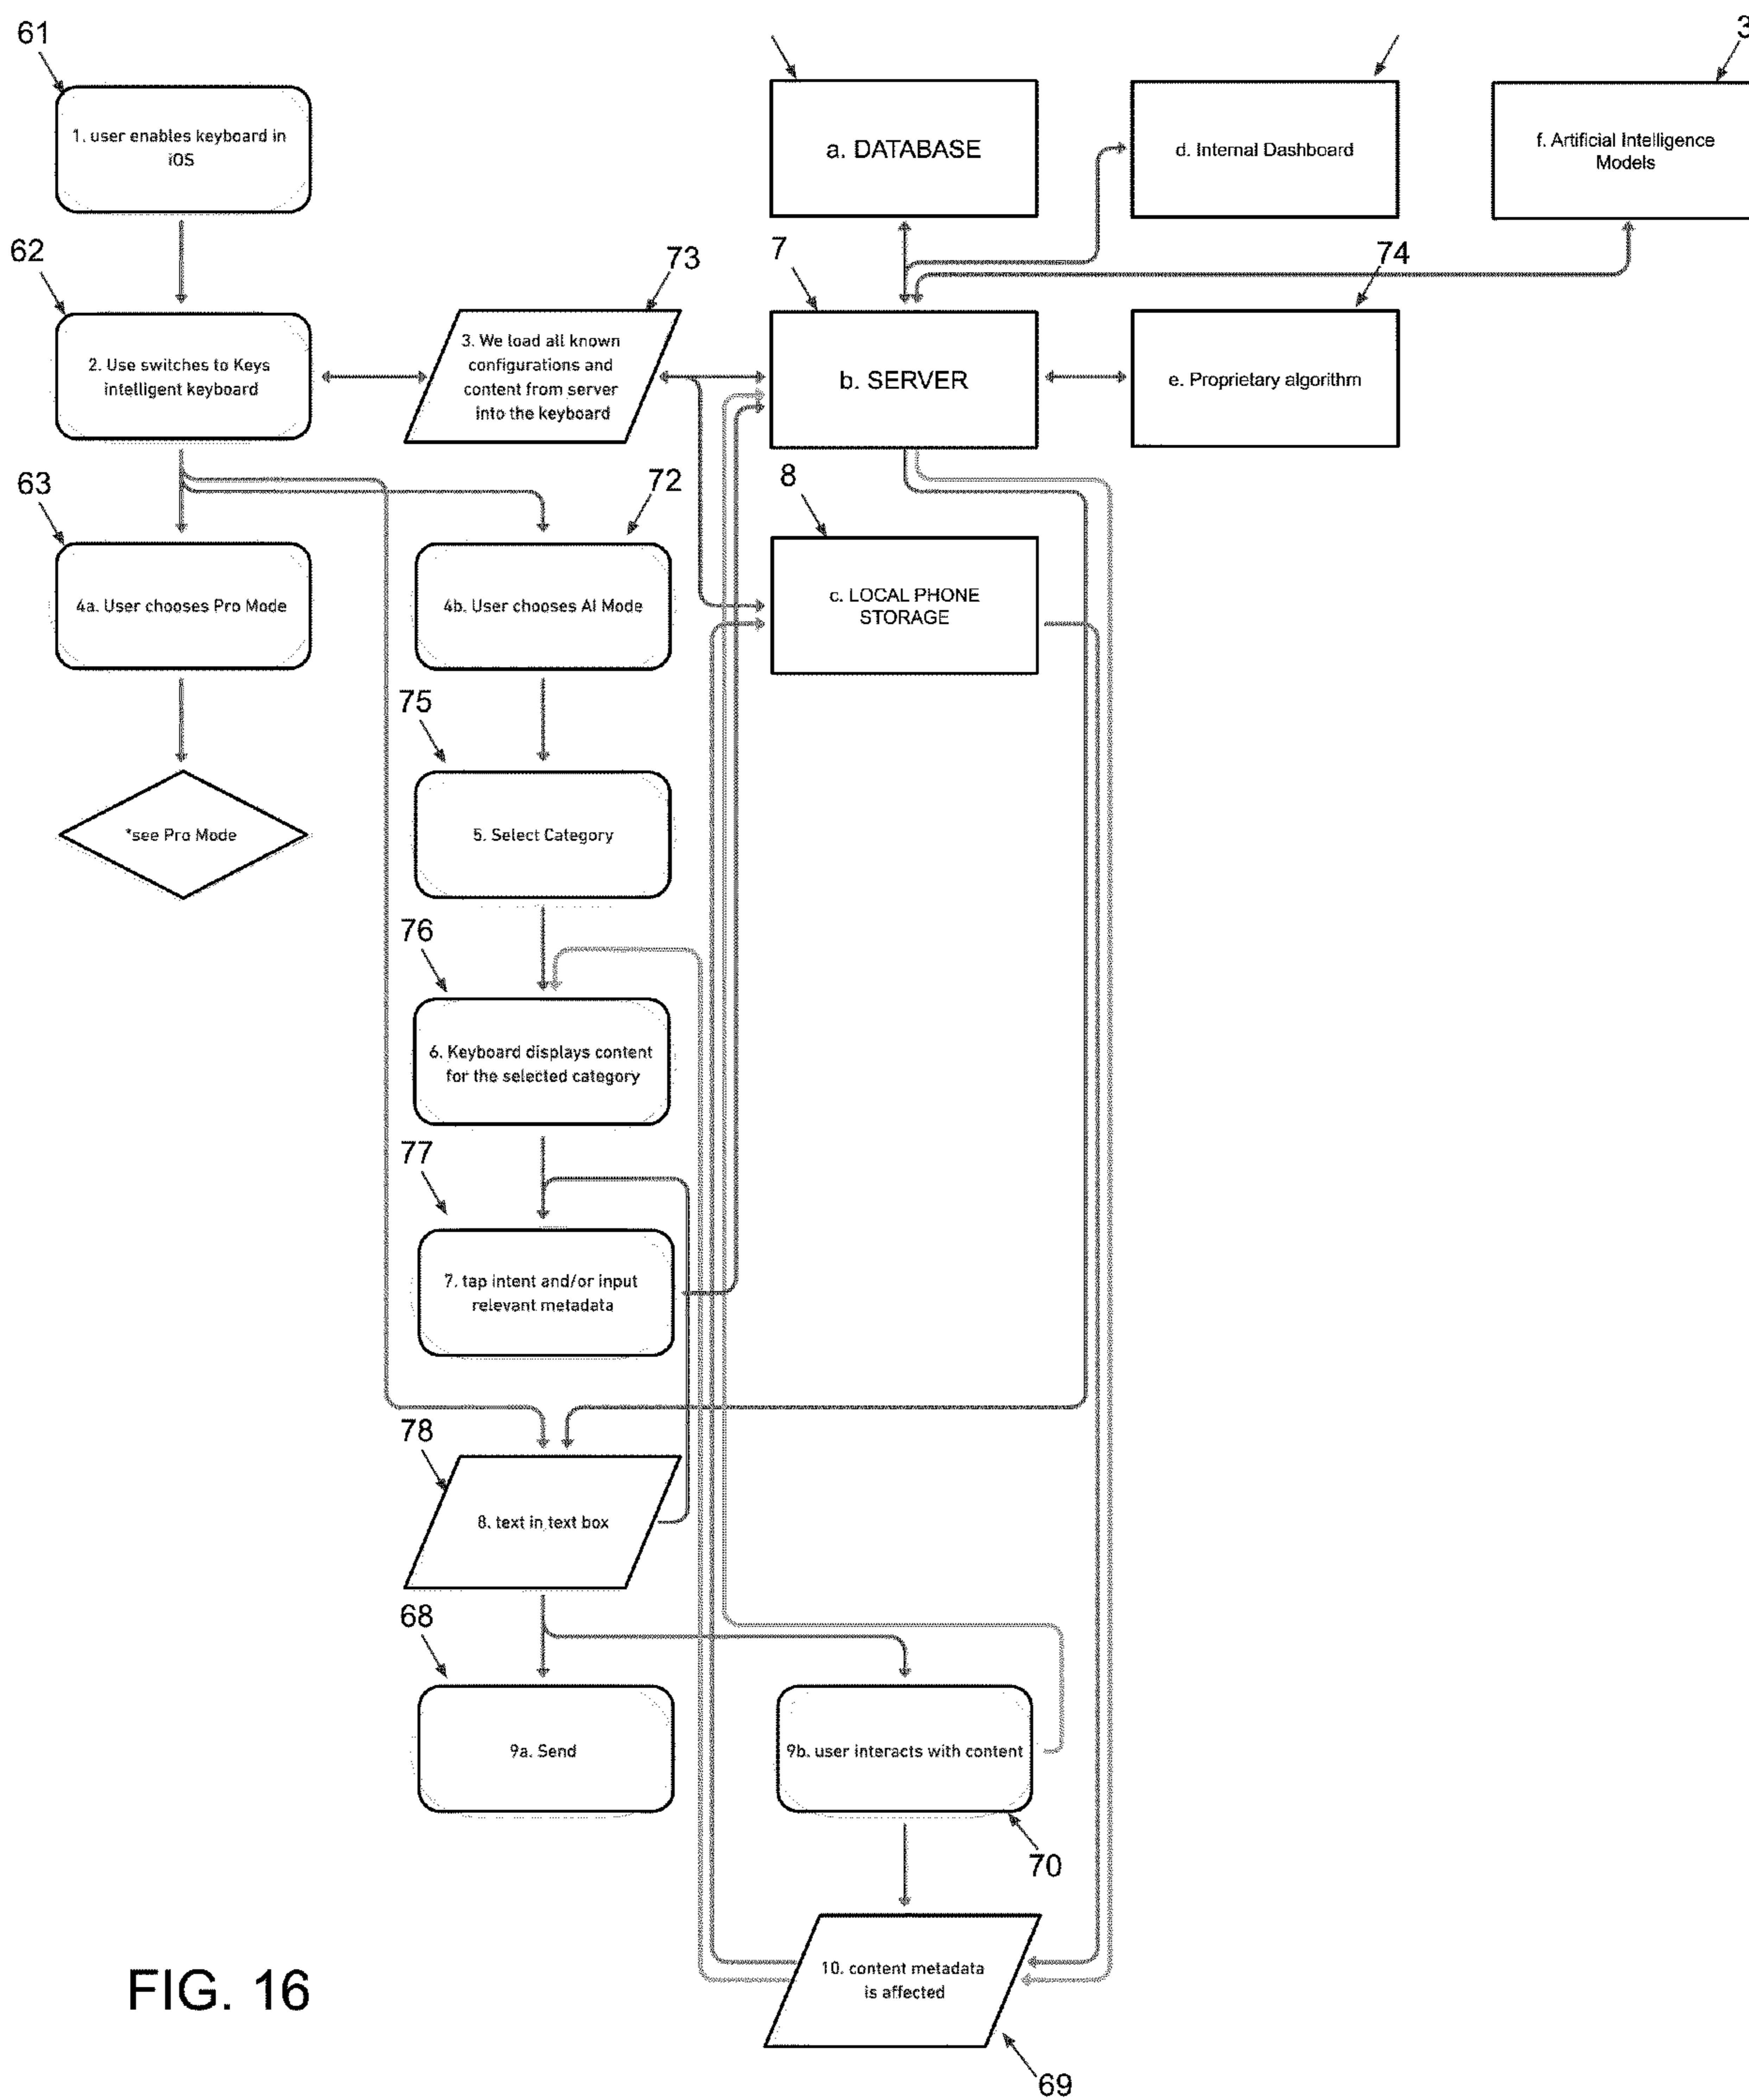 61
3
1. user enables keyboard in
iOS
a. DATABASE
d. Internal Dashboard
f. Artificial Intelligence
Models
62
73
7
74
2. Use switches to Keys
intelligent keyboard
3. We load all known
configurations and
content from server
into the keyboard
b. SERVER
e. Proprietary algorithm
63
72
8
4a. User chooses Pro Mode
4b. User chooses AI Mode
c. LOCAL PHONE
STORAGE
75
*see Pro Mode
5. Select Category
76
6. Keyboard displays content
for the selected category
77
7. tap intent and/or input
relevant metadata
78
8. text in text box
68
9a. Send
9b. user interacts with content
70
10. content metadata
is affected
69
FIG. 16